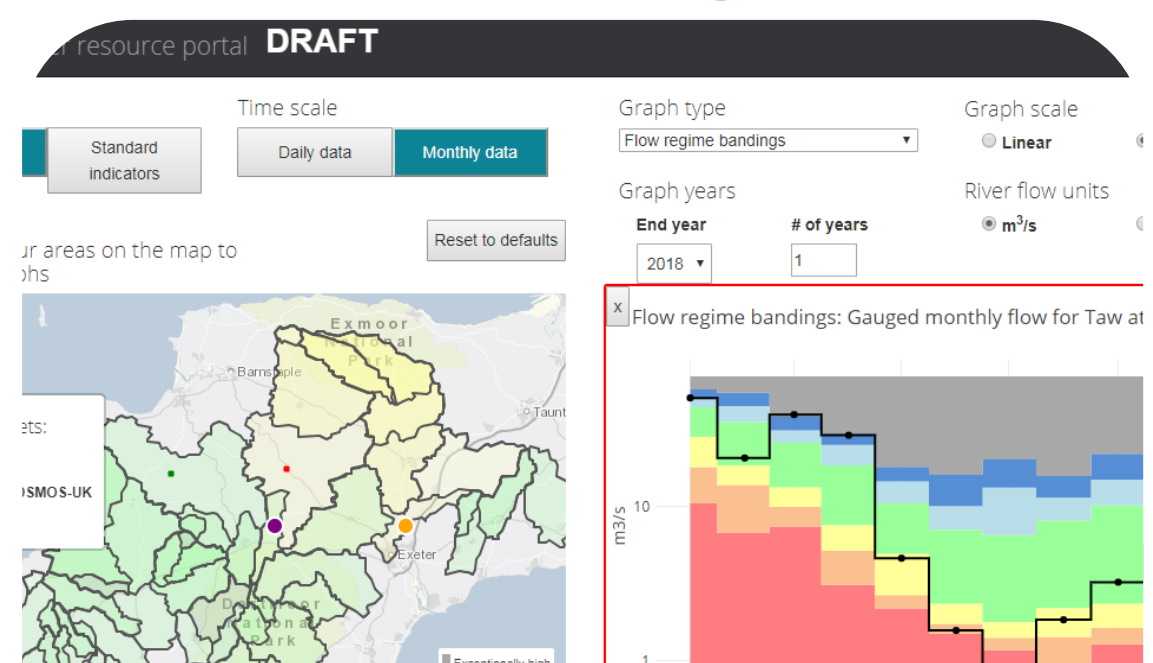 resource portal DRAFT
Time scale
Graph type
Graph scale
Standard
indicators
Daily data
Monthly data
Flow regime bandings
Linear
Graph years
River flow units
End year
# of years
m³/s
areas on the map to
Reset to defaults
2018
1
x
Flow regime bandings: Gauged monthly flow for Taw at
Exmoor
National
Park
Barnstaple
Taunt
ets:
OSMOS-UK
Exeter
Dartmoor
National
Park
Exceptionally high
m3/s
10
1